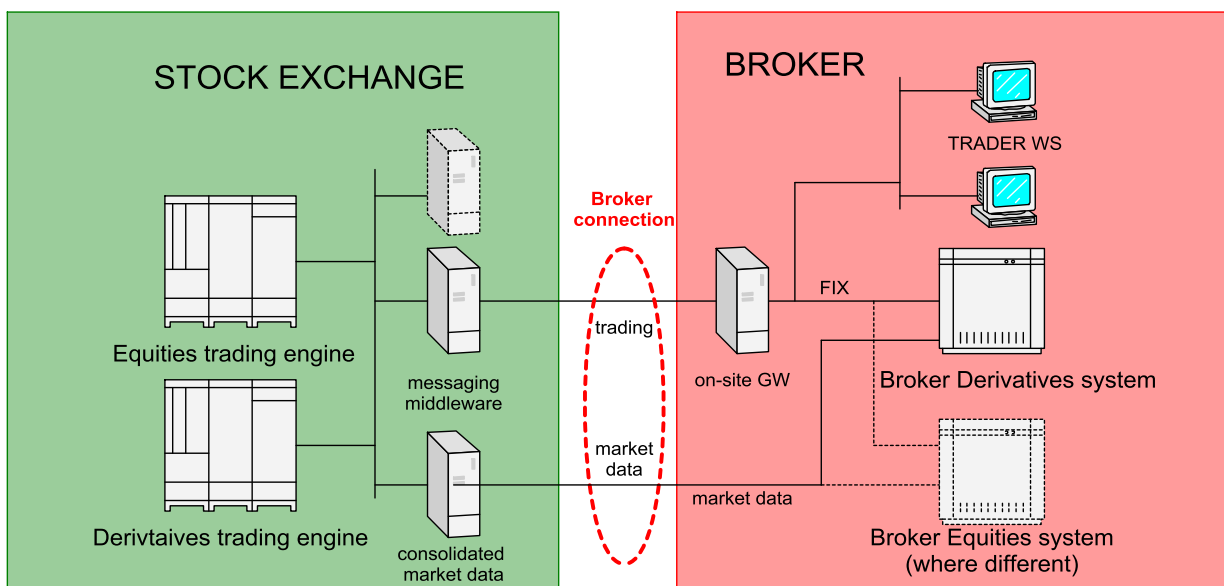 STOCK EXCHANGE
BROKER
TRADER WS
Broker
connection
FIX
trading
Equities trading engine
messaging
middleware
on-site GW
Broker Derivatives system
market
data
market data
Derivtaives trading engine
consolidated
market data
Broker Equities system
(where different)